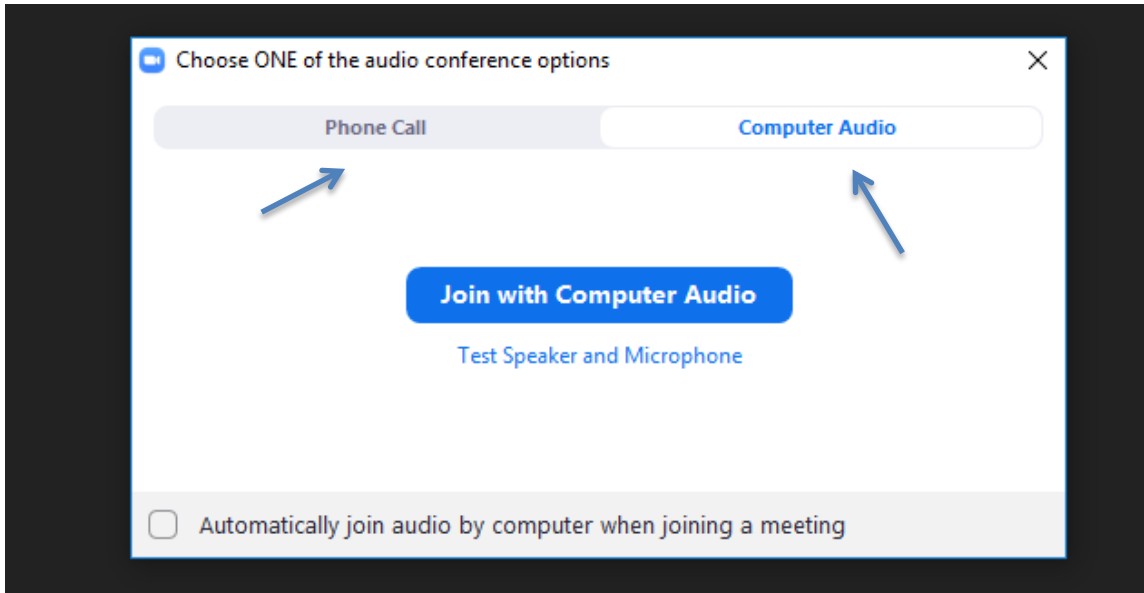 Choose ONE of the audio conference options
Phone Call
Computer Audio
Join with Computer Audio
Test Speaker and Microphone
Automatically join audio by computer when joining a meeting